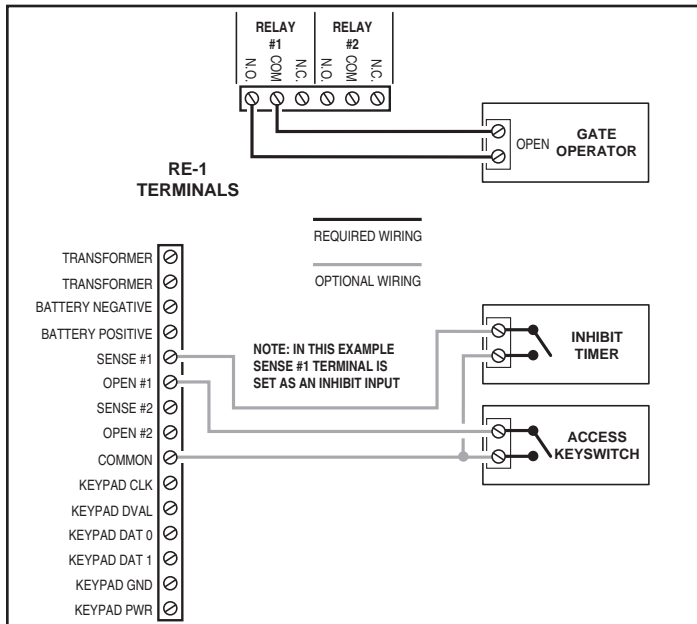 RELAY
#1
RELAY
#2
N.O.
COM
N.C.
N.O.
COM
N.C.
OPEN
GATE
OPERATOR
RE-1
TERMINALS
REQUIRED WIRING
OPTIONAL WIRING
TRANSFORMER
TRANSFORMER
BATTERY NEGATIVE
BATTERY POSITIVE
SENSE #1
OPEN #1
SENSE #2
OPEN #2
COMMON
KEYPAD CLK
KEYPAD DVAL
KEYPAD DAT 0
KEYPAD DAT 1
KEYPAD GND
KEYPAD PWR
NOTE: IN THIS EXAMPLE
SENSE #1 TERMINAL IS
SET AS AN INHIBIT INPUT
INHIBIT
TIMER
ACCESS
KEYSWITCH